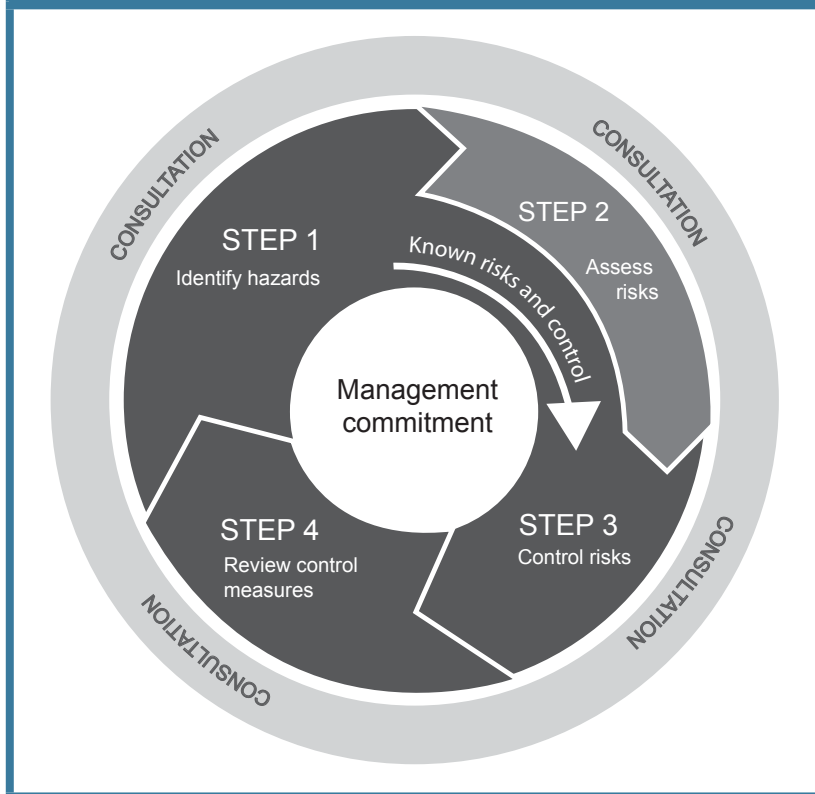 CONSULTATION
CONSULTATION
STEP 1
Identify hazards
STEP 2
Assess
risks
Known risks and control
Management
commitment
STEP 3
Control risks
STEP 4
Review control
measures
CONSULTATION
CONSULTATION